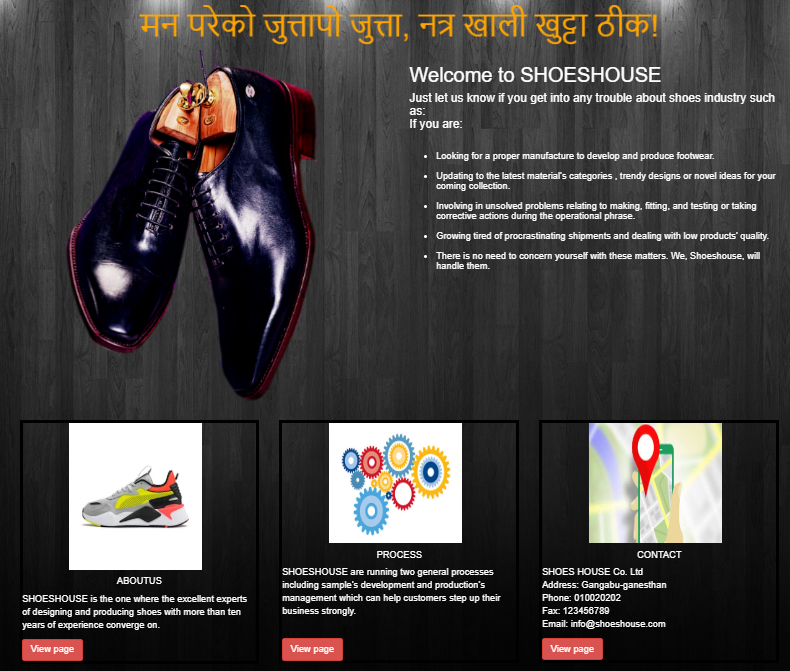 मन परेको जुत्तापो जुत्ता, नत्र खाली खुट्टा ठीक!
Welcome to SHOESHOUSE
Just let us know if you get into any trouble about shoes industry such
as:
If you are:
• Looking for a proper manufacture to develop and produce footwear.
• Updating to the latest material's categories , trendy designs or novel ideas for your
coming collection.
• Involving in unsolved problems relating to making, fitting, and testing or taking
corrective actions during the operational phrase.
• Growing tired of procrastinating shipments and dealing with low products' quality.
• There is no need to concern yourself with these matters. We, Shoeshouse, will
handle them.
ABOUTUS
SHOESHOUSE is the one where the excellent experts
of designing and producing shoes with more than ten
years of experience converge on.
View page
PROCESS
SHOESHOUSE are running two general processes
including sample's development and production's
management which can help customers step up their
business strongly.
View page
CONTACT
SHOES HOUSE Co. Ltd
Address: Gangabu-ganesthan
Phone: 010020202
Fax: 123456789
Email: info@shoeshouse.com
View page